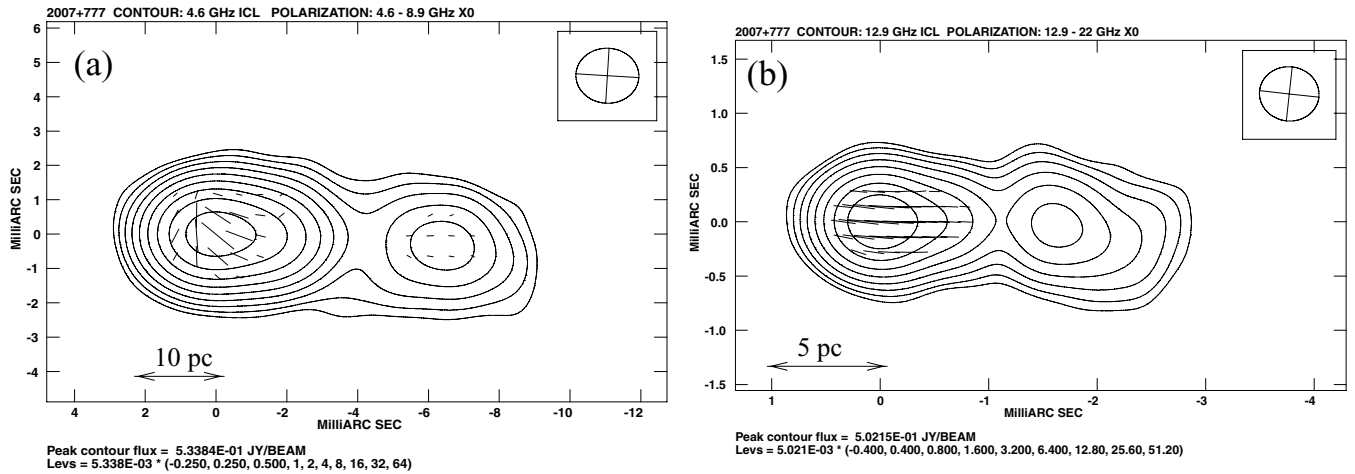 2007+777 CONTOUR: 4.6 GHz ICL POLARIZATION: 4.6 - 8.9 GHz X0
(a)
6
5
4
3
2
1
0
-1
-2
-3
-4
MilliARC SEC
10 pc
4 2 0 -2 -4 -6 -8 -10 -12
MilliARC SEC
Peak contour flux = 5.3384E-01 JY/BEAM
Levs = 5.338E-03 * (-0.250, 0.250, 0.500, 1, 2, 4, 8, 16, 32, 64)
2007+777 CONTOUR: 12.9 GHz ICL POLARIZATION: 12.9 - 22 GHz X0
(b)
1.5
1.0
0.5
0.0
-0.5
-1.0
-1.5
MilliARC SEC
5 pc
1 0 -1 -2 -3 -4
MilliARC SEC
Peak contour flux = 5.0215E-01 JY/BEAM
Levs = 5.021E-03 * (-0.400, 0.400, 0.800, 1.600, 3.200, 6.400, 12.80, 25.60, 51.20)